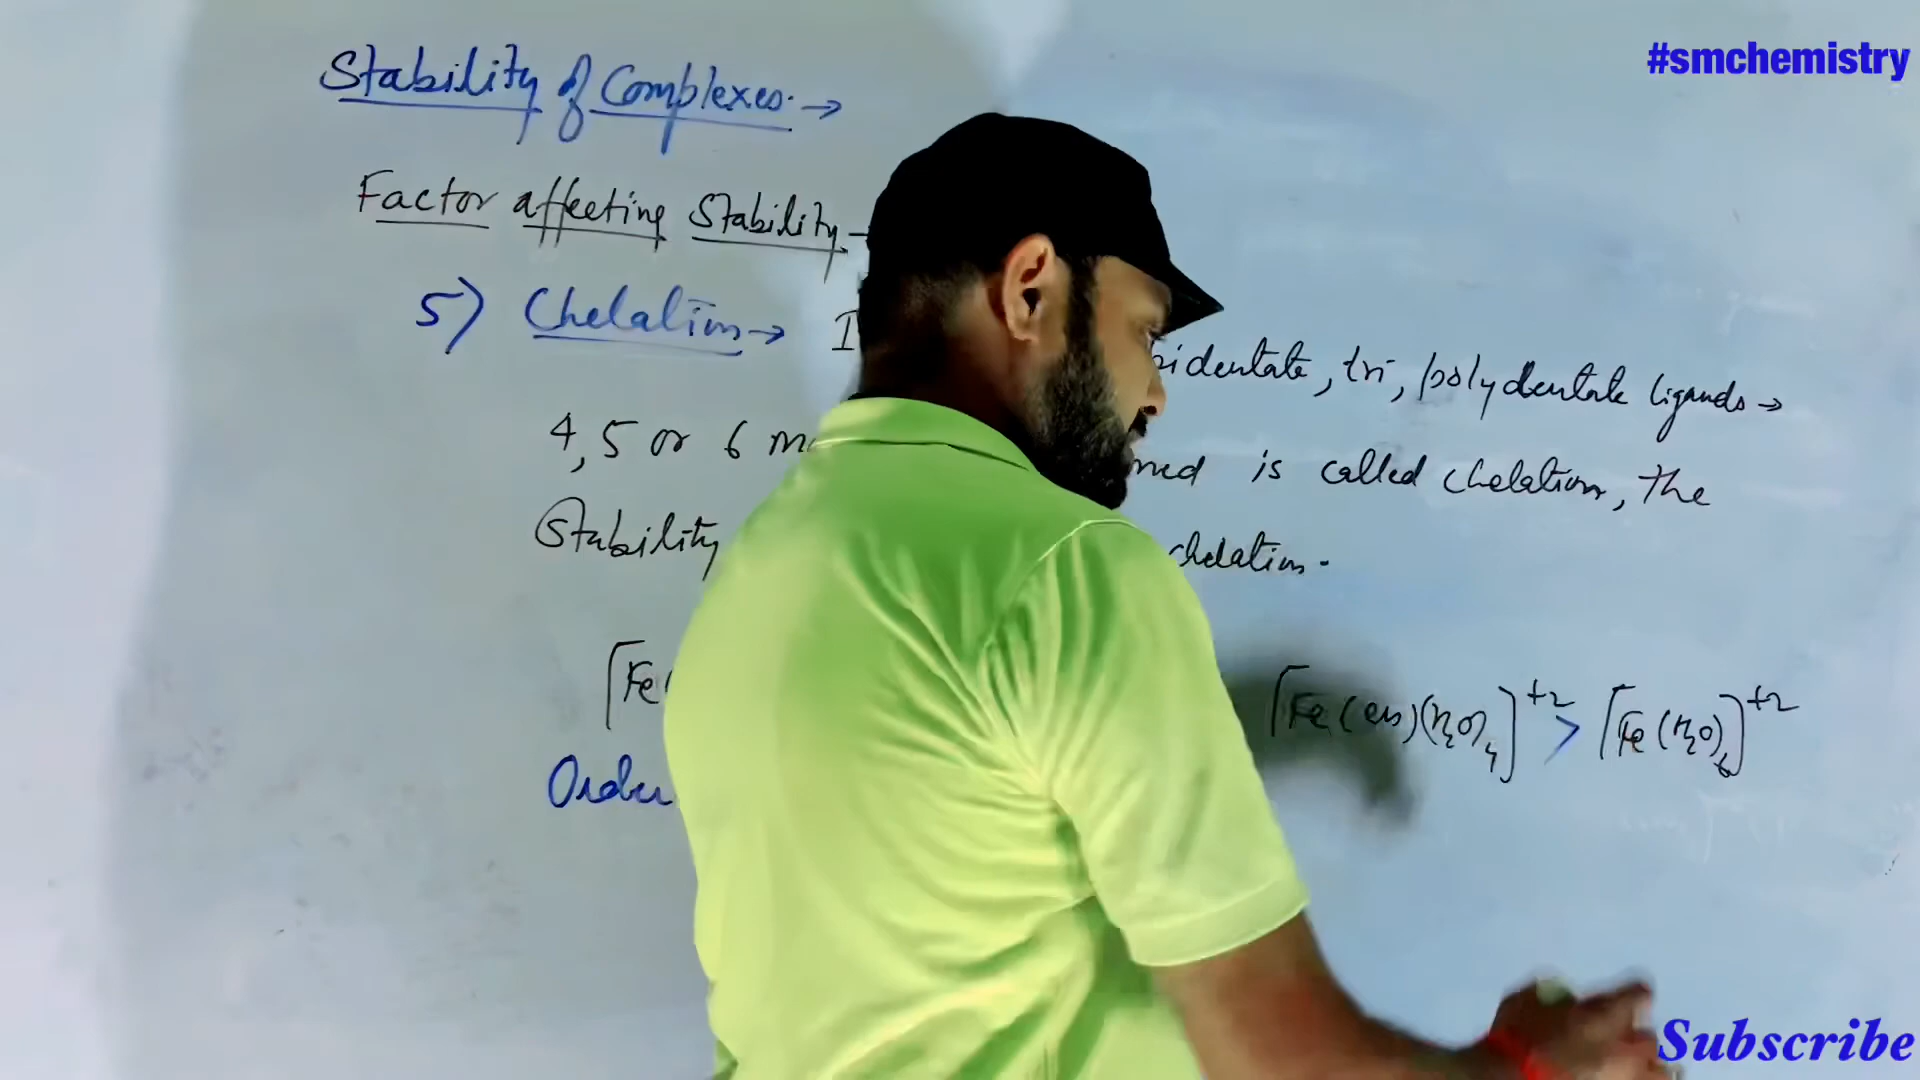 #smchemistry
Stability of Complexes. →
Factor affecting Stability
5) Chelation → bidentate, tri, polydentate ligands →
4, 5 or 6 is called chelation, the
Stability chelation.
[Fe [Fe(en)(H2O)4]+2 > [Fe(H2O)6]+2
Order
Subscribe